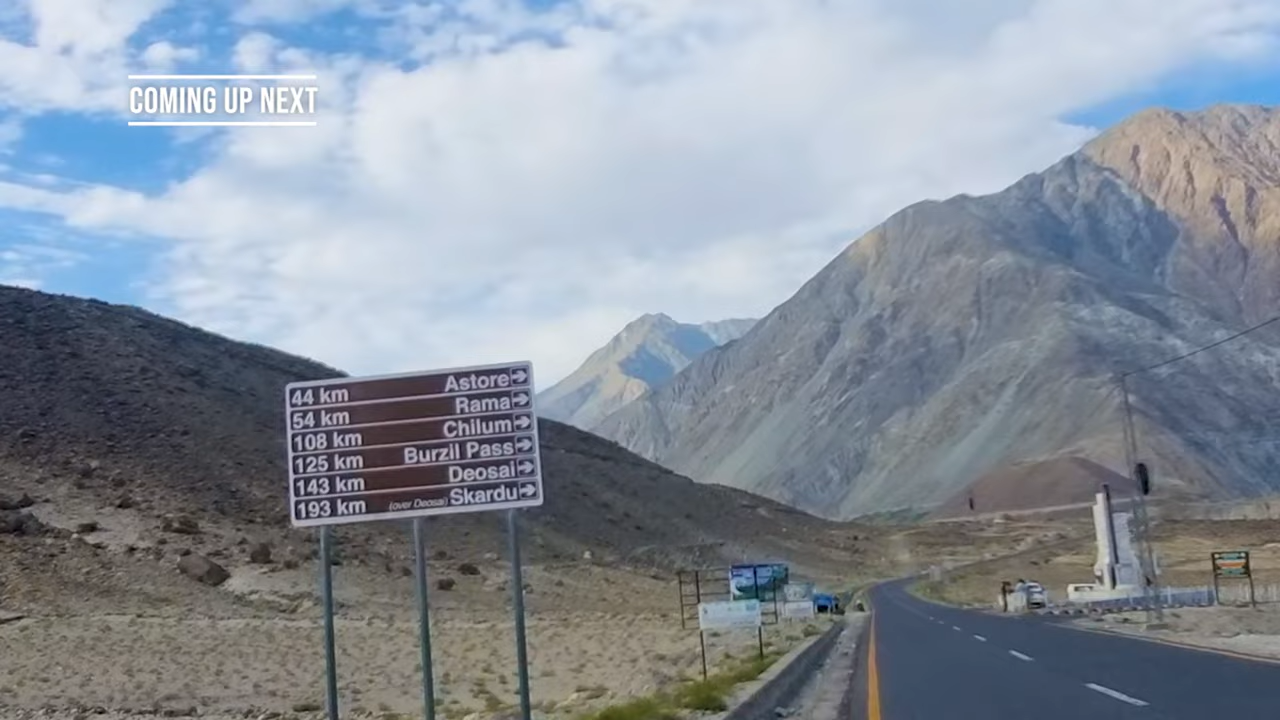 COMING UP NEXT
44 km Astore
54 km Rama
108 km Chilum
125 km Burzil Pass
143 km Deosai
193 km (over Deosai) Skardu